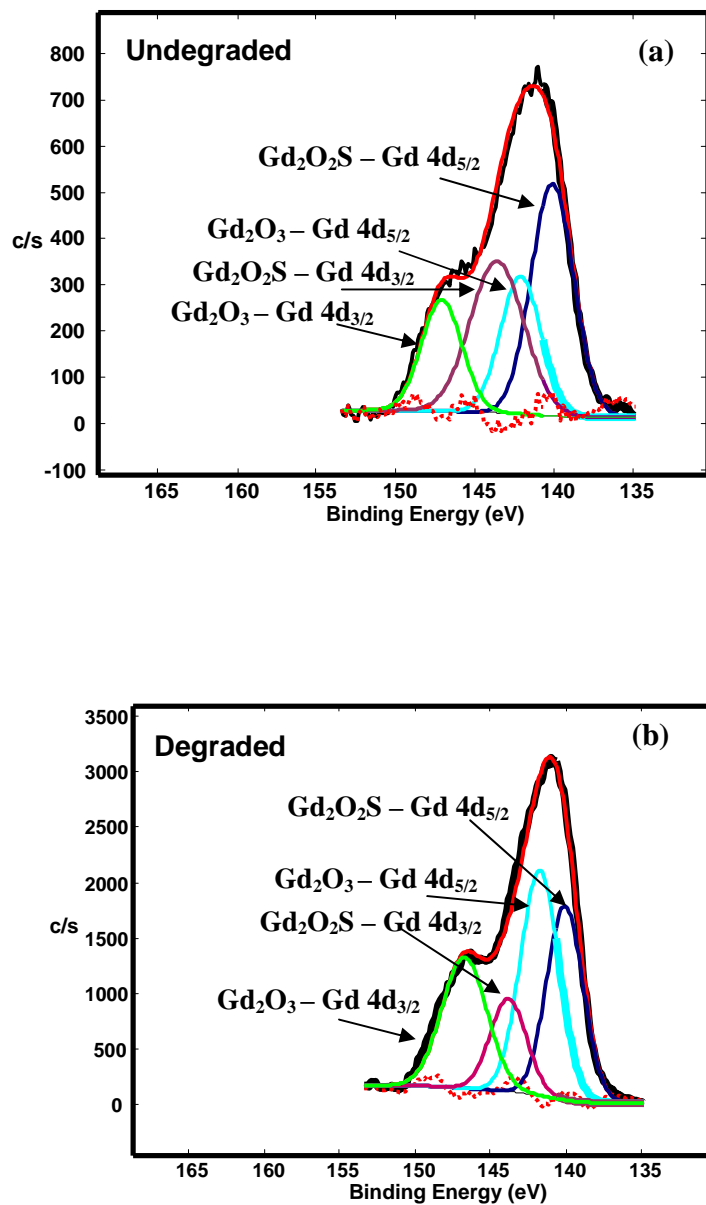 Undegraded
(a)
800
700
600
500
400
300
200
100
0
-100
c/s
Gd₂O₂S – Gd 4d₅/₂
Gd₂O₃ – Gd 4d₅/₂
Gd₂O₂S – Gd 4d₃/₂
Gd₂O₃ – Gd 4d₃/₂
165 160 155 150 145 140 135
Binding Energy (eV)
Degraded
(b)
3500
3000
2500
2000
1500
1000
500
0
c/s
Gd₂O₂S – Gd 4d₅/₂
Gd₂O₃ – Gd 4d₅/₂
Gd₂O₂S – Gd 4d₃/₂
Gd₂O₃ – Gd 4d₃/₂
165 160 155 150 145 140 135
Binding Energy (eV)